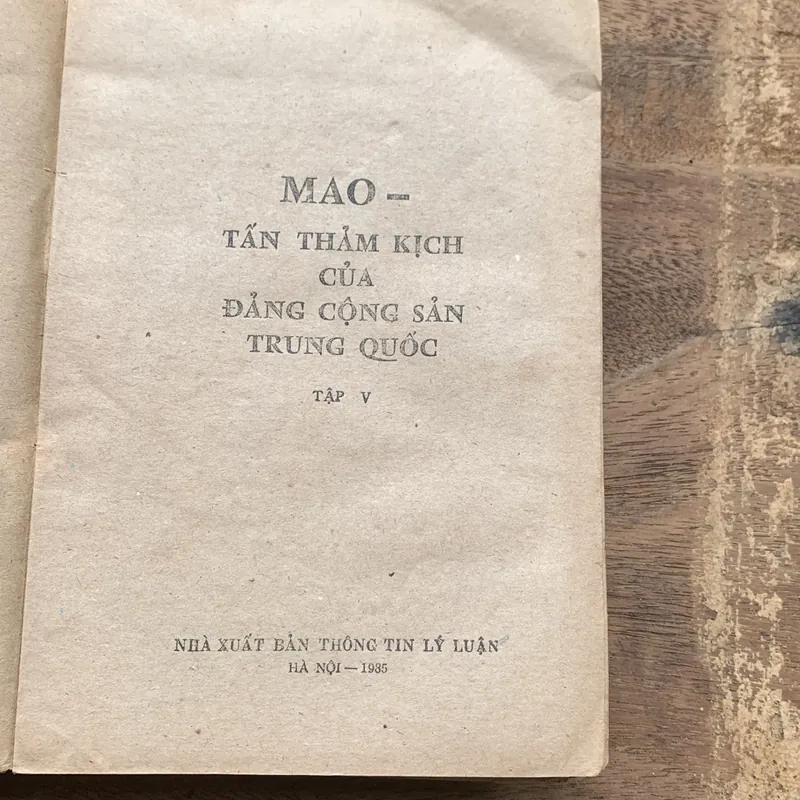 MAO –
TẤN THẢM KỊCH
CỦA
ĐẢNG CỘNG SẢN
TRUNG QUỐC
TẬP V
NHÀ XUẤT BẢN THÔNG TIN LÝ LUẬN
HÀ NỘI — 1985